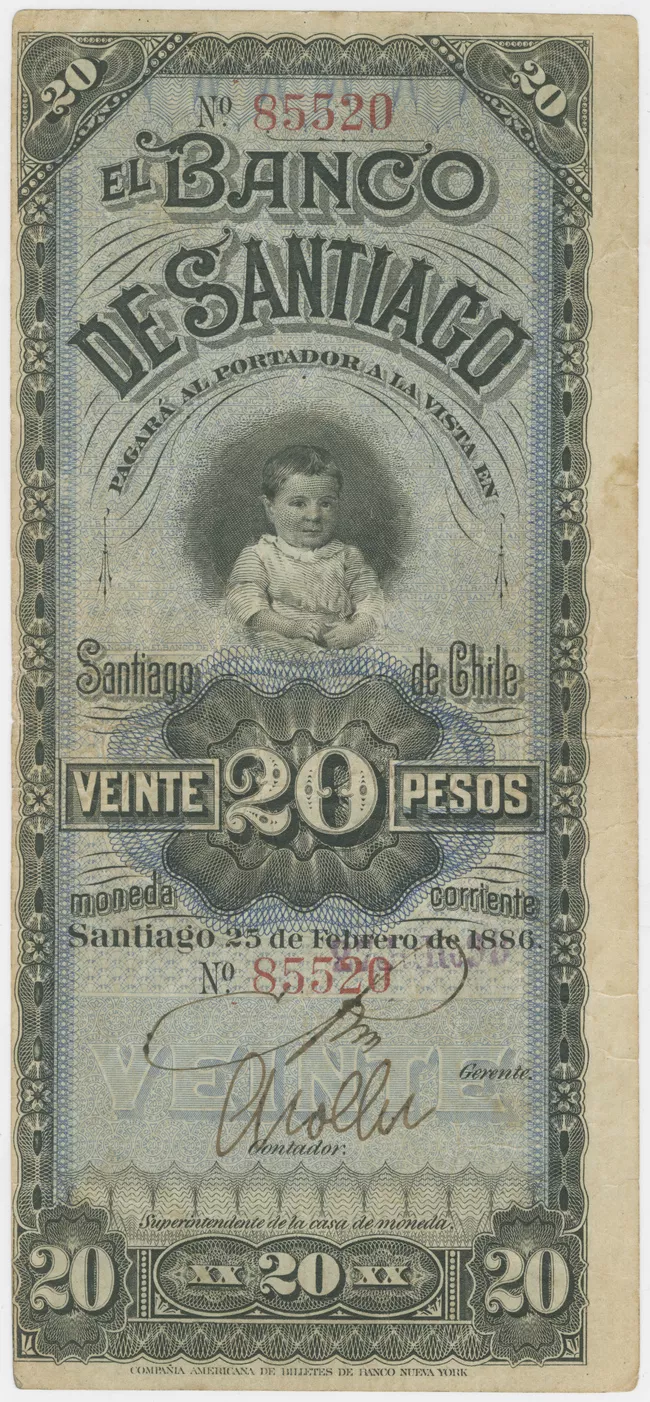 20 20
Nº 85520
EL BANCO
DE SANTIAGO
PAGARÁ AL PORTADOR A LA VISTA EN
Santiago de Chile
VEINTE 20 PESOS
moneda corriente
Santiago 25 de Febrero de 1886.
Nº 85520
VEINTE
Gerente.
Contador.
Superintendente de la casa de moneda.
20 XX 20 XX 20
COMPAÑIA AMERICANA DE BILLETES DE BANCO NUEVA YORK